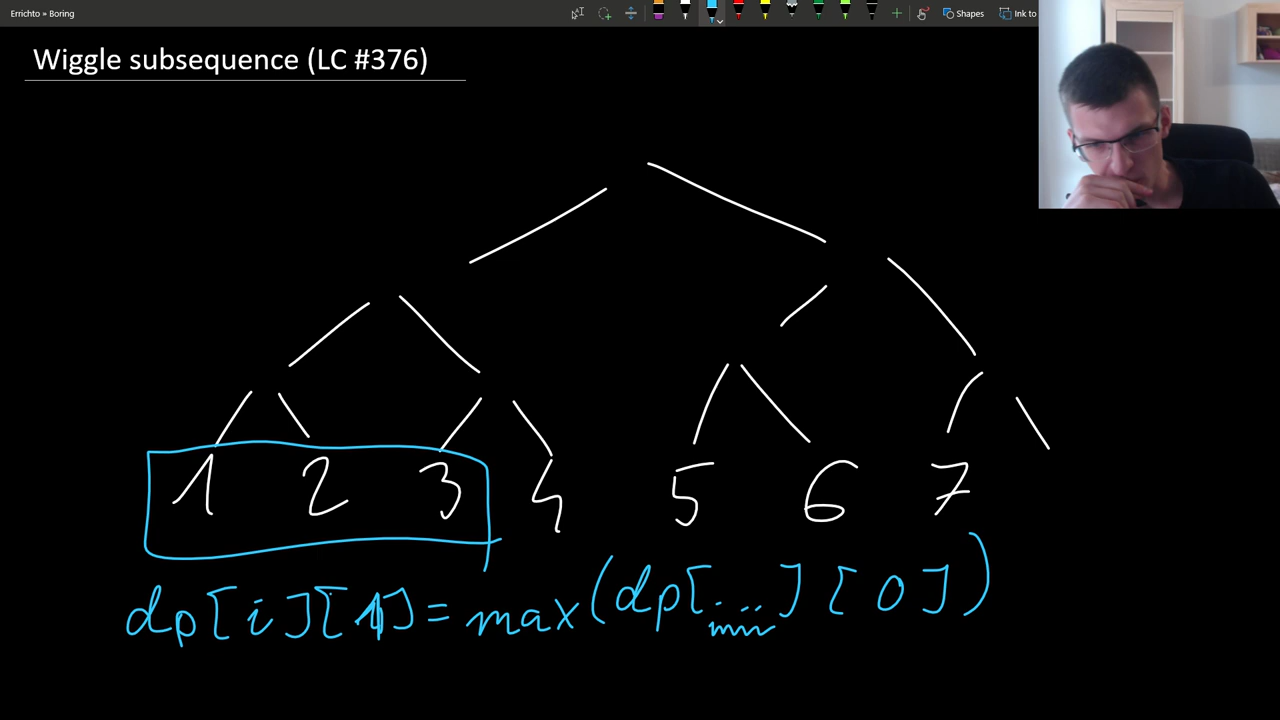 Errichto » Boring
Shapes
Ink to
Wiggle subsequence (LC #376)
1 2 3 4 5 6 7
dp[i][1] = max(dp[
][0])